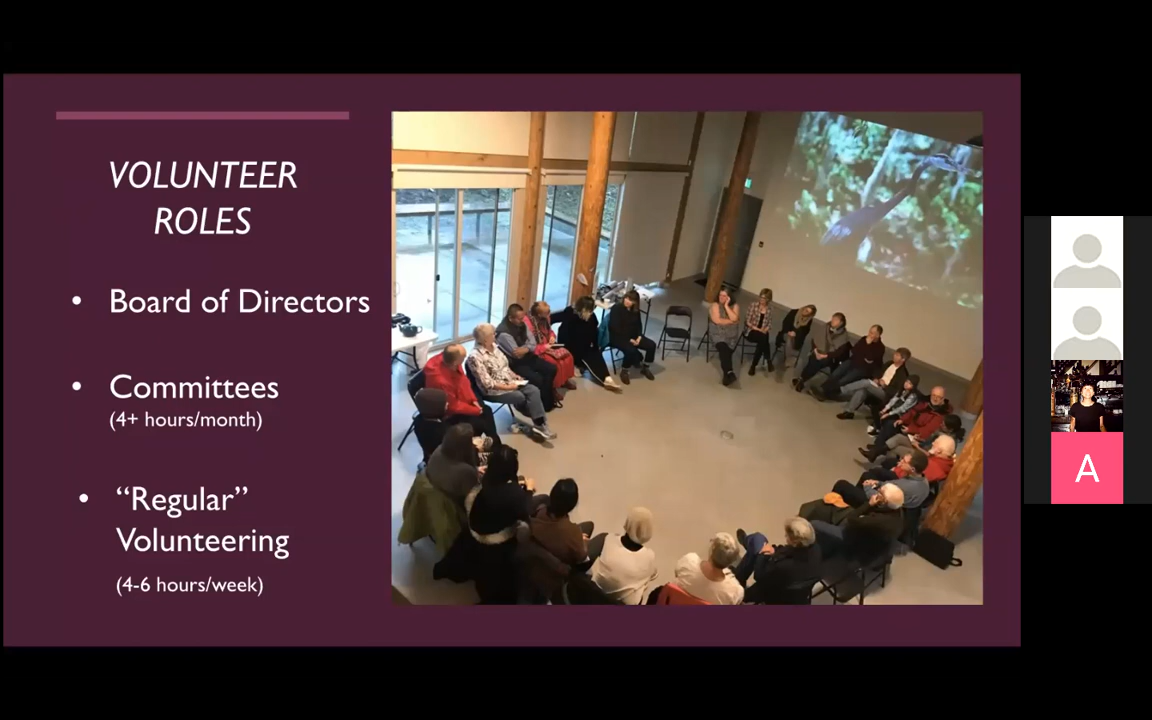 VOLUNTEER
ROLES
• Board of Directors
• Committees
(4+ hours/month)
• “Regular”
Volunteering
(4-6 hours/week)
A